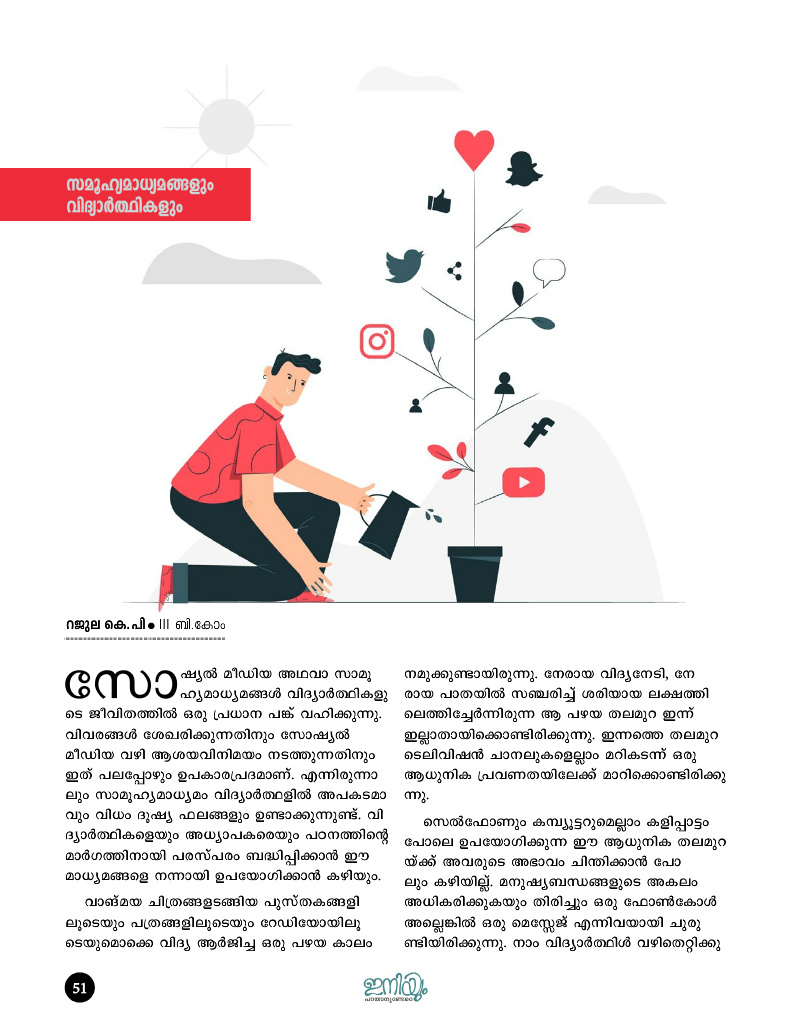 സമൂഹ്യമാധ്യമങ്ങളും
വിദ്യാർത്ഥികളും
റജുല കെ.പി ● III ബി.കോം
സോഷ്യൽ മീഡിയ അഥവാ സാമൂ
ഹ്യമാധ്യമങ്ങൾ വിദ്യാർത്ഥികളു
ടെ ജീവിതത്തിൽ ഒരു പ്രധാന പങ്ക് വഹിക്കുന്നു.
വിവരങ്ങൾ ശേഖരിക്കുന്നതിനും സോഷ്യൽ
മീഡിയ വഴി ആശയവിനിമയം നടത്തുന്നതിനും
ഇത് പലപ്പോഴും ഉപകാരപ്രദമാണ്. എന്നിരുന്നാ
ലും സാമൂഹ്യമാധ്യമം വിദ്യാർത്ഥളിൽ അപകടമാ
വും വിധം ദൂഷ്യ ഫലങ്ങളും ഉണ്ടാക്കുന്നുണ്ട്. വി
ദ്യാർത്ഥികളെയും അധ്യാപകരെയും പഠനത്തിന്റെ
മാർഗത്തിനായി പരസ്പരം ബദ്ധിപ്പിക്കാൻ ഈ
മാധ്യമങ്ങളെ നന്നായി ഉപയോഗിക്കാൻ കഴിയും.
വാങ്മയ ചിത്രങ്ങളടങ്ങിയ പുസ്തകങ്ങളി
ലൂടെയും പത്രങ്ങളിലൂടെയും റേഡിയോയിലൂ
ടെയുമൊക്കെ വിദ്യ ആർജിച്ച ഒരു പഴയ കാലം
നമുക്കുണ്ടായിരുന്നു. നേരായ വിദ്യനേടി, നേ
രായ പാതയിൽ സഞ്ചരിച്ച് ശരിയായ ലക്ഷത്തി
ലെത്തിച്ചേർന്നിരുന്ന ആ പഴയ തലമുറ ഇന്ന്
ഇല്ലാതായിക്കൊണ്ടിരിക്കുന്നു. ഇന്നത്തെ തലമുറ
ടെലിവിഷൻ ചാനലുകളെല്ലാം മറികടന്ന് ഒരു
ആധുനിക പ്രവണതയിലേക്ക് മാറിക്കൊണ്ടിരിക്കു
ന്നു.
സെൽഫോണും കമ്പ്യൂട്ടറുമെല്ലാം കളിപ്പാട്ടം
പോലെ ഉപയോഗിക്കുന്ന ഈ ആധുനിക തലമുറ
യ്ക്ക് അവരുടെ അഭാവം ചിന്തിക്കാൻ പോ
ലും കഴിയില്ല്. മനുഷ്യബന്ധങ്ങളുടെ അകലം
അധികരിക്കുകയും തിരിച്ചും ഒരു ഫോൺകോൾ
അല്ലെങ്കിൽ ഒരു മെസ്സേജ് എന്നിവയായി ചുരു
ണ്ടിയിരിക്കുന്നു. നാം വിദ്യാർത്ഥിൾ വഴിതെറ്റിക്കു
51
ഇനിയും
പറയാനുണ്ടേറെ